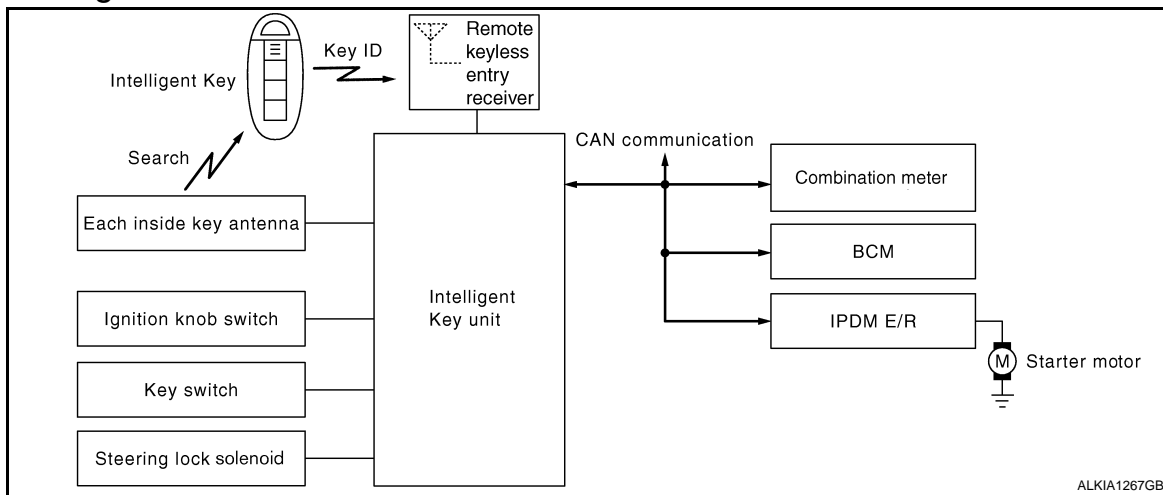 Remote
keyless
entry
receiver
Key ID
Intelligent Key
Search
CAN communication
Each inside key antenna
Combination meter
BCM
Intelligent
Key unit
Ignition knob switch
IPDM E/R
M
Starter motor
Key switch
Steering lock solenoid
ALKIA1267GB